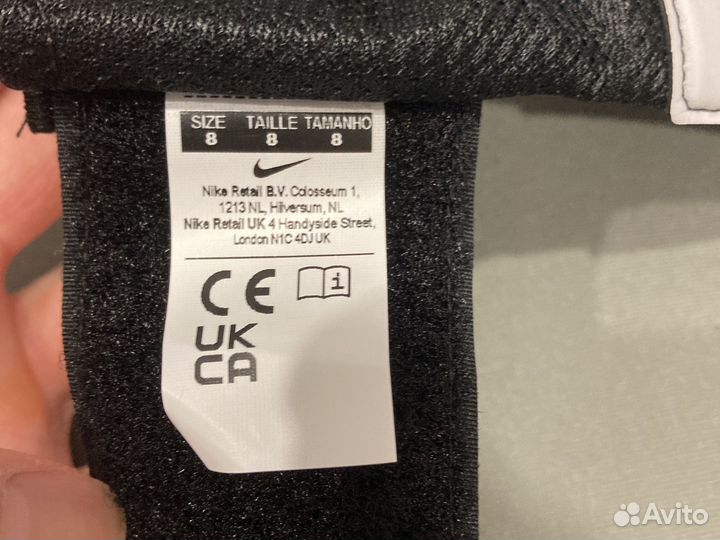 SIZE TAILLE TAMANHO
8 8 8
Nike Retail B.V. Colosseum 1,
1213 NL, Hilversum, NL
Nike Retail UK 4 Handyside Street,
London N1C 4DJ UK
CE i
UK
CA
Avito